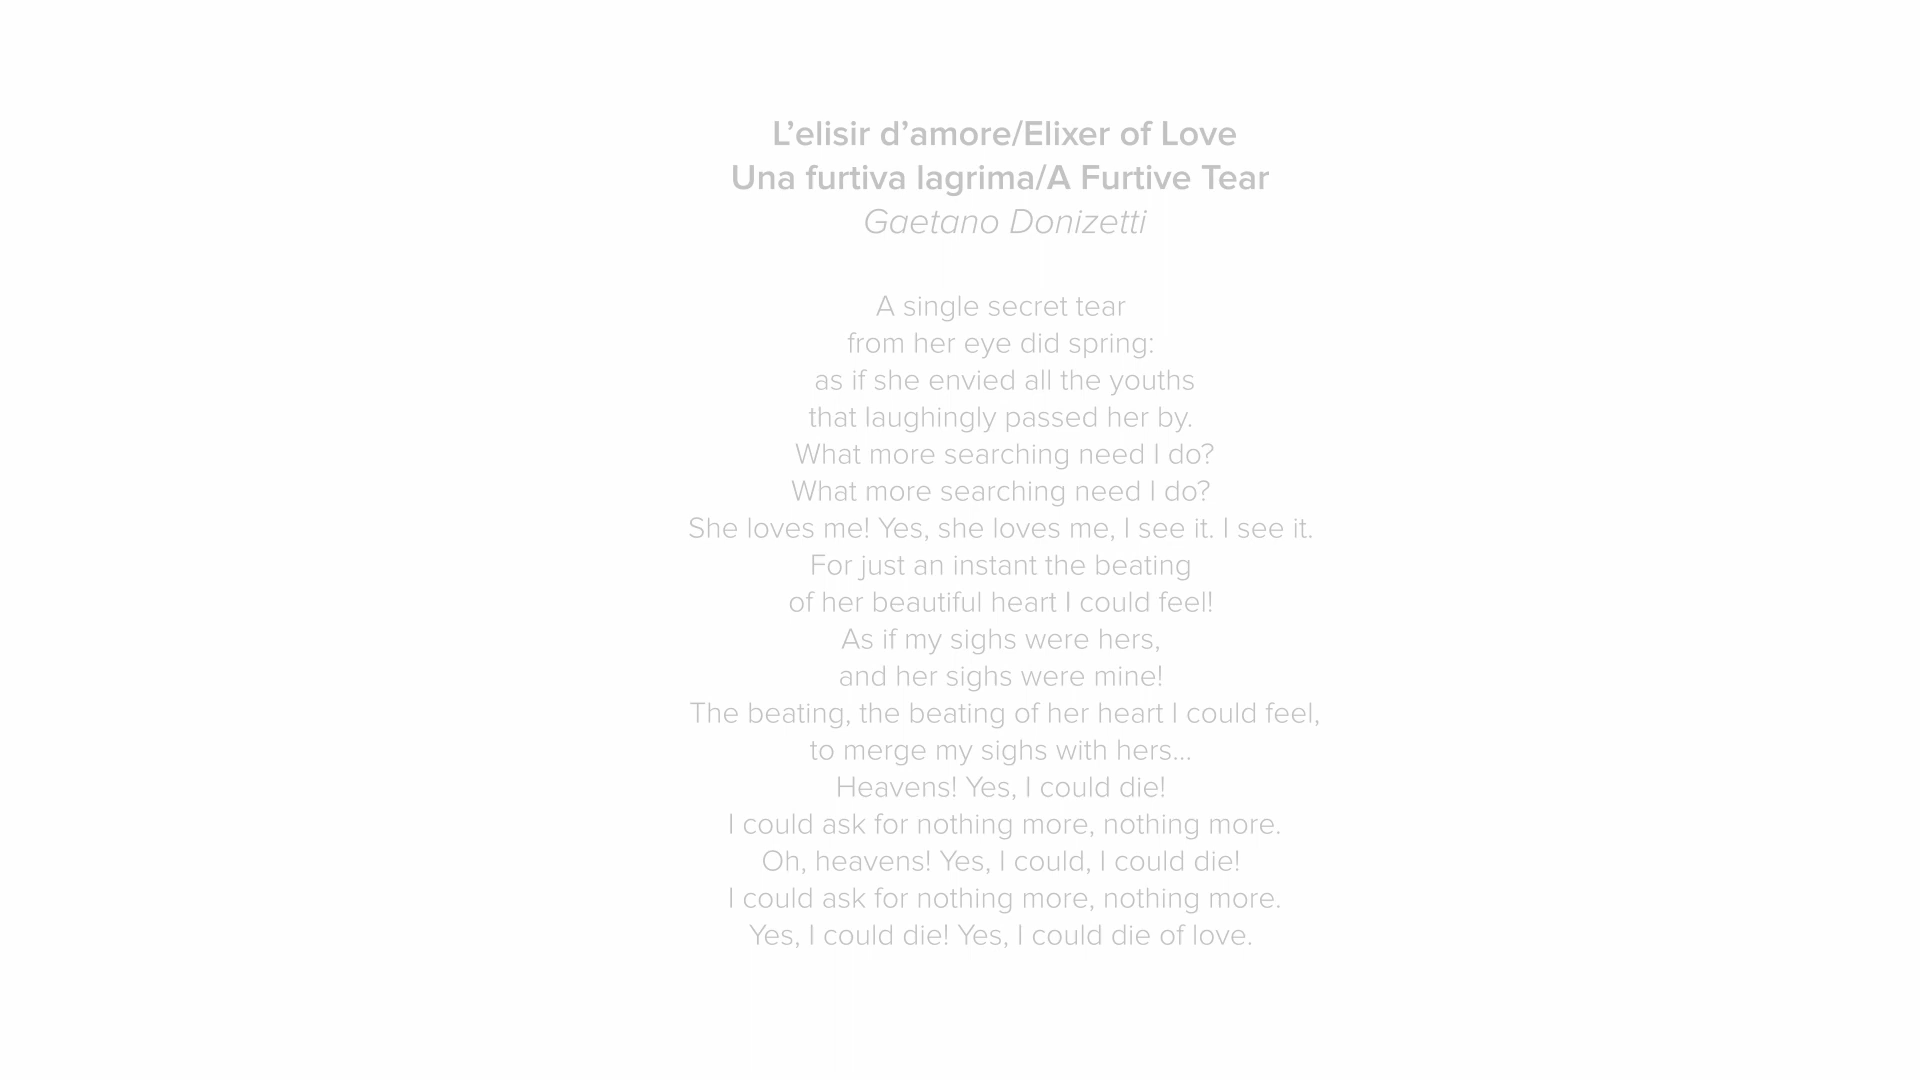 L’elisir d’amore/Elixer of Love
Una furtiva lagrima/A Furtive Tear
Gaetano Donizetti
A single secret tear
from her eye did spring:
as if she envied all the youths
that laughingly passed her by.
What more searching need I do?
What more searching need I do?
She loves me! Yes, she loves me, I see it. I see it.
For just an instant the beating
of her beautiful heart I could feel!
As if my sighs were hers,
and her sighs were mine!
The beating, the beating of her heart I could feel,
to merge my sighs with hers...
Heavens! Yes, I could die!
I could ask for nothing more, nothing more.
Oh, heavens! Yes, I could, I could die!
I could ask for nothing more, nothing more.
Yes, I could die! Yes, I could die of love.